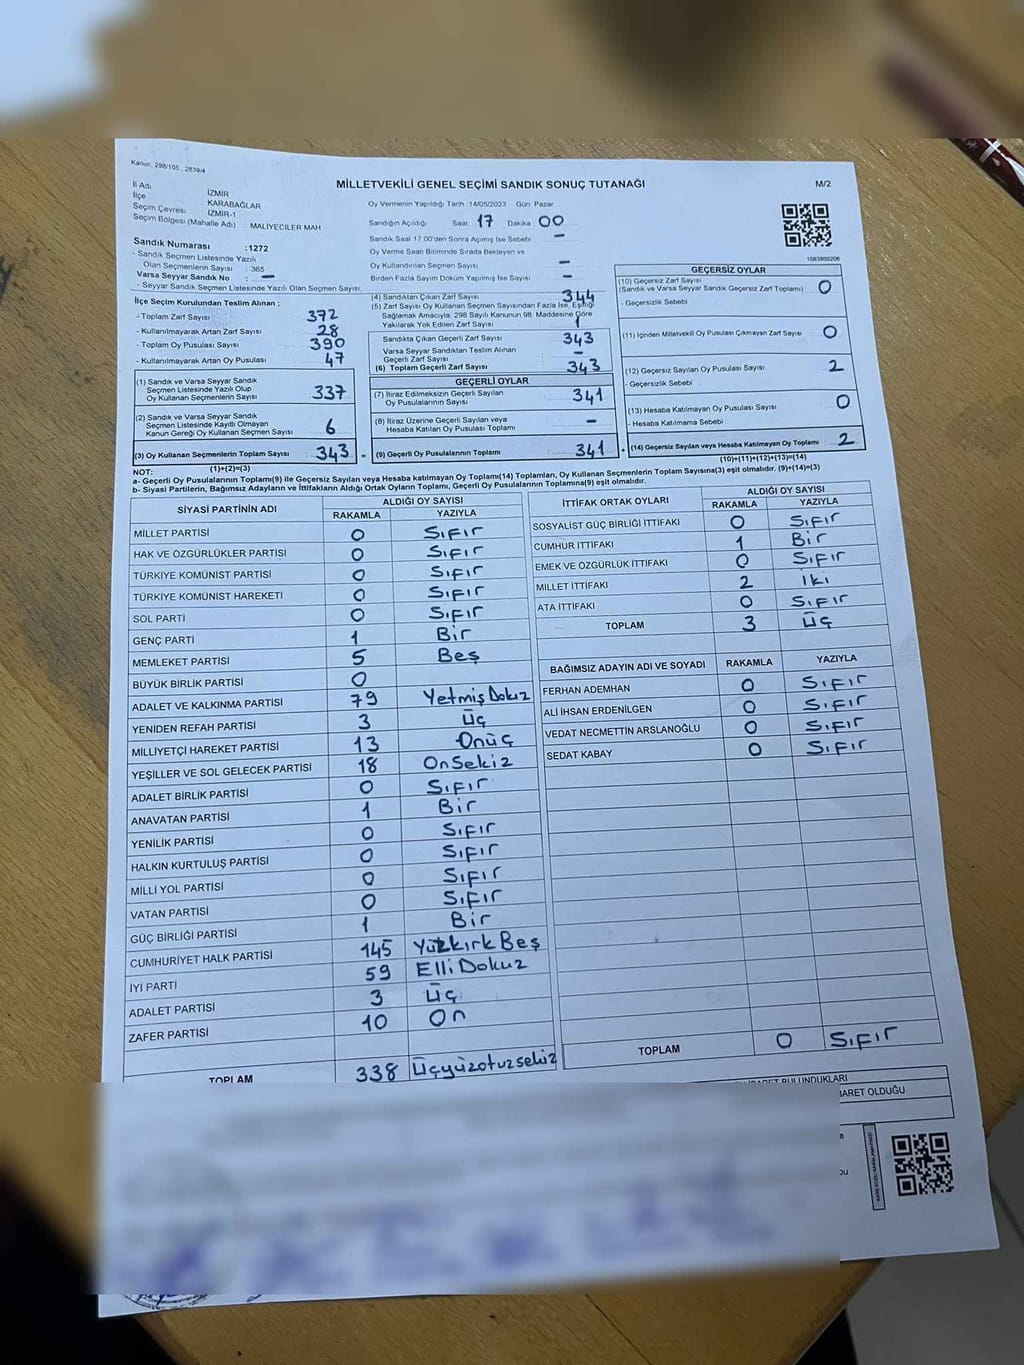 Kanun: 298/105 , 2839/4
MİLLETVEKİLİ GENEL SEÇİMİ SANDIK SONUÇ TUTANAĞI
M/2
İl Adı İZMİR
İlçe KARABAĞLAR
Seçim Çevresi İZMİR-1
Seçim Bölgesi (Mahalle Adı) MALİYECİLER MAH
Oy Vermenin Yapıldığı Tarih :14/05/2023 Gün: Pazar
Sandığın Açıldığı Saat 17 Dakika 00
Sandık Saat 17:00'den Sonra Açılmış İse Sebebi –
Oy Verme Saati Bitiminde Sırada Bekleyen ve
Oy Kullandırılan Seçmen Sayısı –
Birden Fazla Sayım Döküm Yapılmış İse Sayısı –
Sandık Numarası :1272
- Sandık Seçmen Listesinde Yazılı
Olan Seçmenlerin Sayısı : 365
Varsa Seyyar Sandık No : –
- Seyyar Sandık Seçmen Listesinde Yazılı Olan Seçmen Sayısı:
İlçe Seçim Kurulundan Teslim Alınan :
- Toplam Zarf Sayısı 372
- Kullanılmayarak Artan Zarf Sayısı 28
- Toplam Oy Pusulası Sayısı 390
- Kullanılmayarak Artan Oy Pusulası 47
(1) Sandık ve Varsa Seyyar Sandık
Seçmen Listesinde Yazılı Olup
Oy Kullanan Seçmenlerin Sayısı 337
(2) Sandık ve Varsa Seyyar Sandık
Seçmen Listesinde Kayıtlı Olmayan
Kanun Gereği Oy Kullanan Seçmen Sayısı 6
(3) Oy Kullanan Seçmenlerin Toplam Sayısı 343 =
(1)+(2)=(3)
(4) Sandıktan Çıkan Zarf Sayısı 344
(5) Zarf Sayısı Oy Kullanan Seçmen Sayısından Fazla İse, Eşitliği
Sağlamak Amacıyla, 298 Sayılı Kanunun 98. Maddesine Göre
Yakılarak Yok Edilen Zarf Sayısı 1
Sandıkta Çıkan Geçerli Zarf Sayısı 343
Varsa Seyyar Sandıktan Teslim Alınan
Geçerli Zarf Sayısı –
(6) Toplam Geçerli Zarf Sayısı 343
GEÇERLİ OYLAR
(7) İtiraz Edilmeksizin Geçerli Sayılan
Oy Pusulalarının Sayısı 341
(8) İtiraz Üzerine Geçerli Sayılan veya
Hesaba Katılan Oy Pusulası Toplamı –
(9) Geçerli Oy Pusulalarının Toplamı 341 +
GEÇERSİZ OYLAR
(10) Geçersiz Zarf Sayısı
(Sandık ve Varsa Seyyar Sandık Geçersiz Zarf Toplamı) 0
- Geçersizlik Sebebi
(11) İçinden Milletvekili Oy Pusulası Çıkmayan Zarf Sayısı 0
(12) Geçersiz Sayılan Oy Pusulası Sayısı 2
- Geçersizlik Sebebi
(13) Hesaba Katılmayan Oy Pusulası Sayısı 0
- Hesaba Katılmama Sebebi
(14) Geçersiz Sayılan veya Hesaba Katılmayan Oy Toplamı 2
(10)+(11)+(12)+(13)=(14)
NOT:
a- Geçerli Oy Pusulalarının Toplamı(9) ile Geçersiz Sayılan veya Hesaba katılmayan Oy Toplamı(14) Toplamları, Oy Kullanan Seçmenlerin Toplam Sayısına(3) eşit olmalıdır. (9)+(14)=(3)
b- Siyasi Partilerin, Bağımsız Adayların ve İttifakların Aldığı Ortak Oyların Toplamı, Geçerli Oy Pusulalarının Toplamına(9) eşit olmalıdır.
SİYASİ PARTİNİN ADI ALDIĞI OY SAYISI
RAKAMLA YAZIYLA
MİLLET PARTİSİ 0 Sıfır
HAK VE ÖZGÜRLÜKLER PARTİSİ 0 Sıfır
TÜRKİYE KOMÜNİST PARTİSİ 0 Sıfır
TÜRKİYE KOMÜNİST HAREKETİ 0 Sıfır
SOL PARTİ 0 Sıfır
GENÇ PARTİ 1 Bir
MEMLEKET PARTİSİ 5 Beş
BÜYÜK BİRLİK PARTİSİ 0
ADALET VE KALKINMA PARTİSİ 79 YetmişDokuz
YENİDEN REFAH PARTİSİ 3 Üç
MİLLİYETÇİ HAREKET PARTİSİ 13 Onüç
YEŞİLLER VE SOL GELECEK PARTİSİ 18 OnSekiz
ADALET BİRLİK PARTİSİ 0 Sıfır
ANAVATAN PARTİSİ 1 Bir
YENİLİK PARTİSİ 0 Sıfır
HALKIN KURTULUŞ PARTİSİ 0 Sıfır
MİLLİ YOL PARTİSİ 0 Sıfır
VATAN PARTİSİ 0 Sıfır
GÜÇ BİRLİĞİ PARTİSİ 1 Bir
CUMHURİYET HALK PARTİSİ 145 YüzkırkBeş
İYİ PARTİ 59 ElliDokuz
ADALET PARTİSİ 3 Üç
ZAFER PARTİSİ 10 On
TOPLAM 338 Üçyüzotuzsekiz
İTTİFAK ORTAK OYLARI ALDIĞI OY SAYISI
RAKAMLA YAZIYLA
SOSYALİST GÜÇ BİRLİĞİ İTTİFAKI 0 Sıfır
CUMHUR İTTİFAKI 1 Bir
EMEK VE ÖZGÜRLÜK İTTİFAKI 0 Sıfır
MİLLET İTTİFAKI 2 İki
ATA İTTİFAKI 0 Sıfır
TOPLAM 3 Üç
BAĞIMSIZ ADAYIN ADI VE SOYADI RAKAMLA YAZIYLA
FERHAN ADEMHAN 0 Sıfır
ALİ İHSAN ERDENİLGEN 0 Sıfır
VEDAT NECMETTİN ARSLANOĞLU 0 Sıfır
SEDAT KABAY 0 Sıfır
TOPLAM 0 Sıfır
BULUNDUKLARI
OLDUĞU